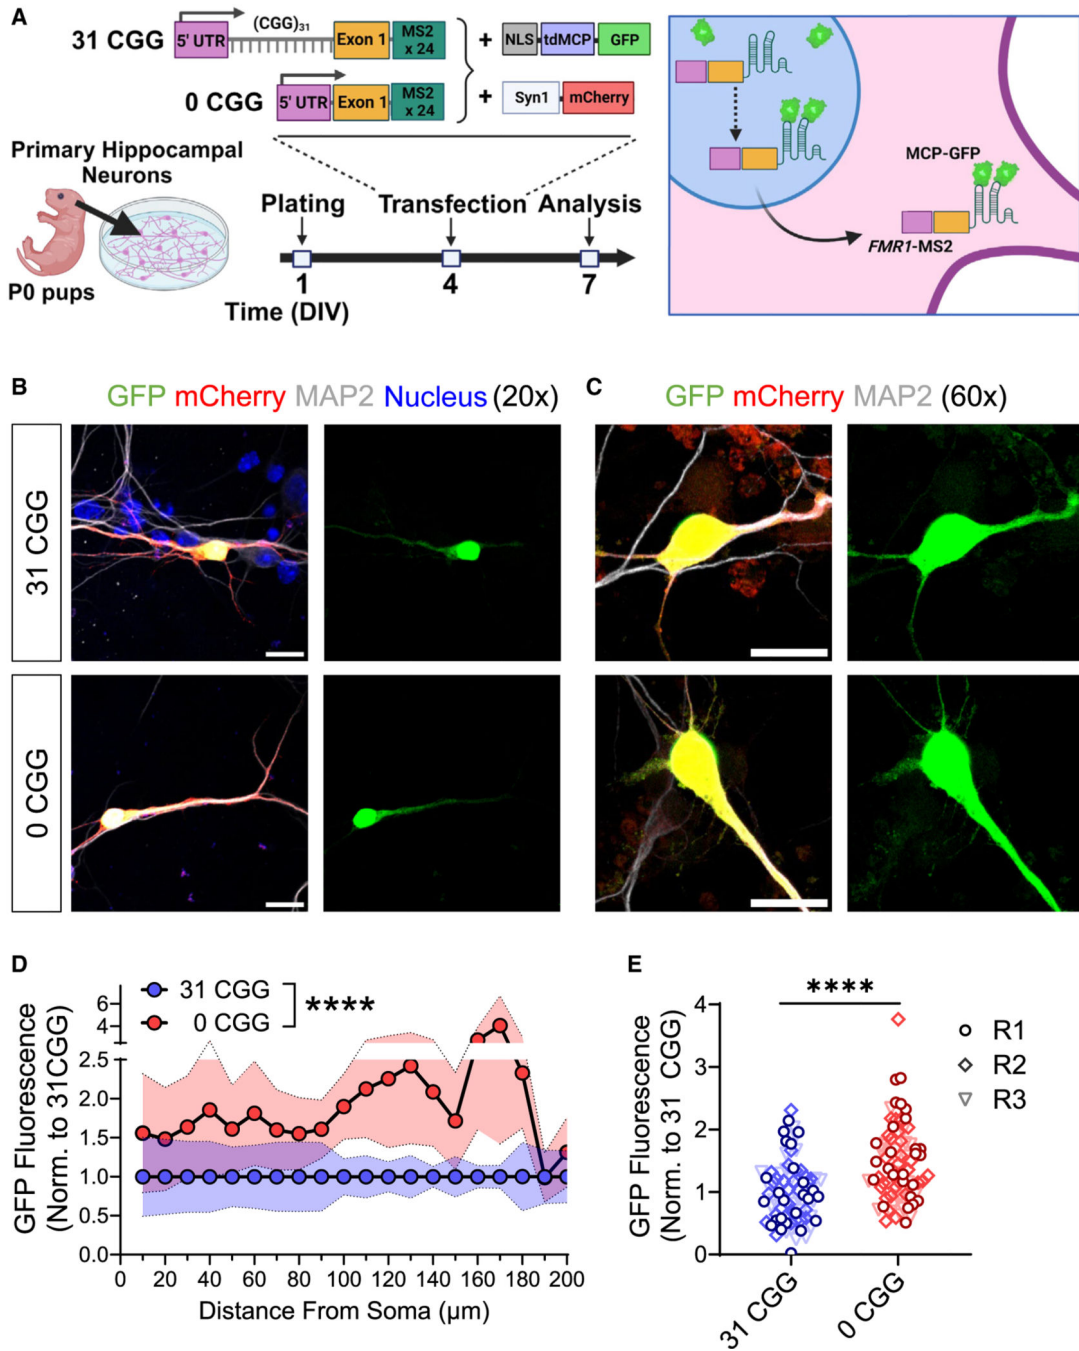 A
31 CGG
5' UTR
(CGG)31
Exon 1
MS2
x 24
+
NLS
tdMCP
GFP
0 CGG
5' UTR
Exon 1
MS2
x 24
+
Syn1
mCherry
Primary Hippocampal
Neurons
P0 pups
Plating
Transfection
Analysis
1
4
7
Time (DIV)
MCP-GFP
FMR1-MS2
B
GFP mCherry MAP2 Nucleus (20x)
31 CGG
0 CGG
C
GFP mCherry MAP2 (60x)
D
31 CGG
0 CGG
****
GFP Fluorescence
(Norm. to 31CGG)
6
4
2.5
2.0
1.5
1.0
0.5
0.0
0 20 40 60 80 100 120 140 160 180 200
Distance From Soma (µm)
E
****
GFP Fluorescence
(Norm. to 31 CGG)
4
3
2
1
0
31 CGG
0 CGG
R1
R2
R3